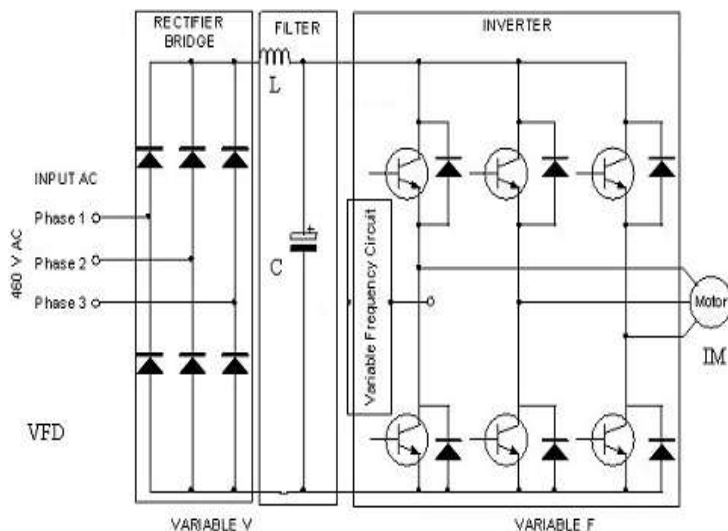 RECTIFIER
BRIDGE
FILTER
INVERTER
L
INPUT AC
460 V AC
Phase 1
Phase 2
Phase 3
+
C
Variable Frequency Circuit
Motor
IM
VFD
VARIABLE V
VARIABLE F